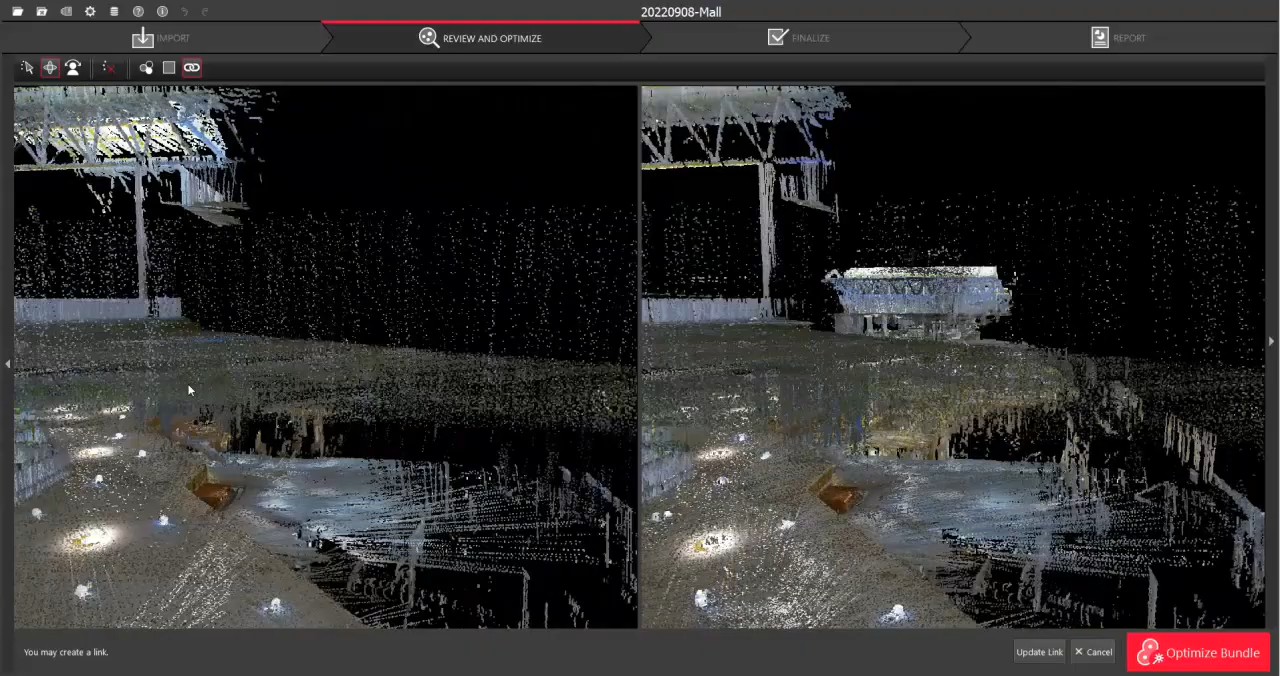 20220908-Mall
IMPORT
REVIEW AND OPTIMIZE
FINALIZE
REPORT
You may create a link.
Update Link
Cancel
Optimize Bundle